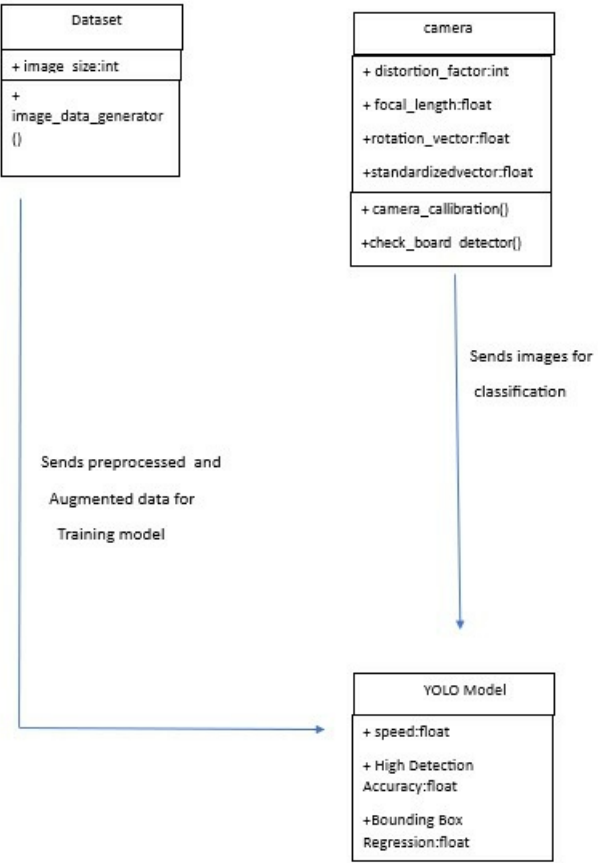 Dataset
+ image_size:int
+
image_data_generator
()
camera
+ distortion_factor:int
+ focal_length:float
+rotation_vector:float
+standardizedvector:float
+ camera_callibration()
+check_board_detector()
Sends images for
classification
Sends preprocessed and
Augmented data for
Training model
YOLO Model
+ speed:float
+ High Detection
Accuracy:float
+Bounding Box
Regression:float